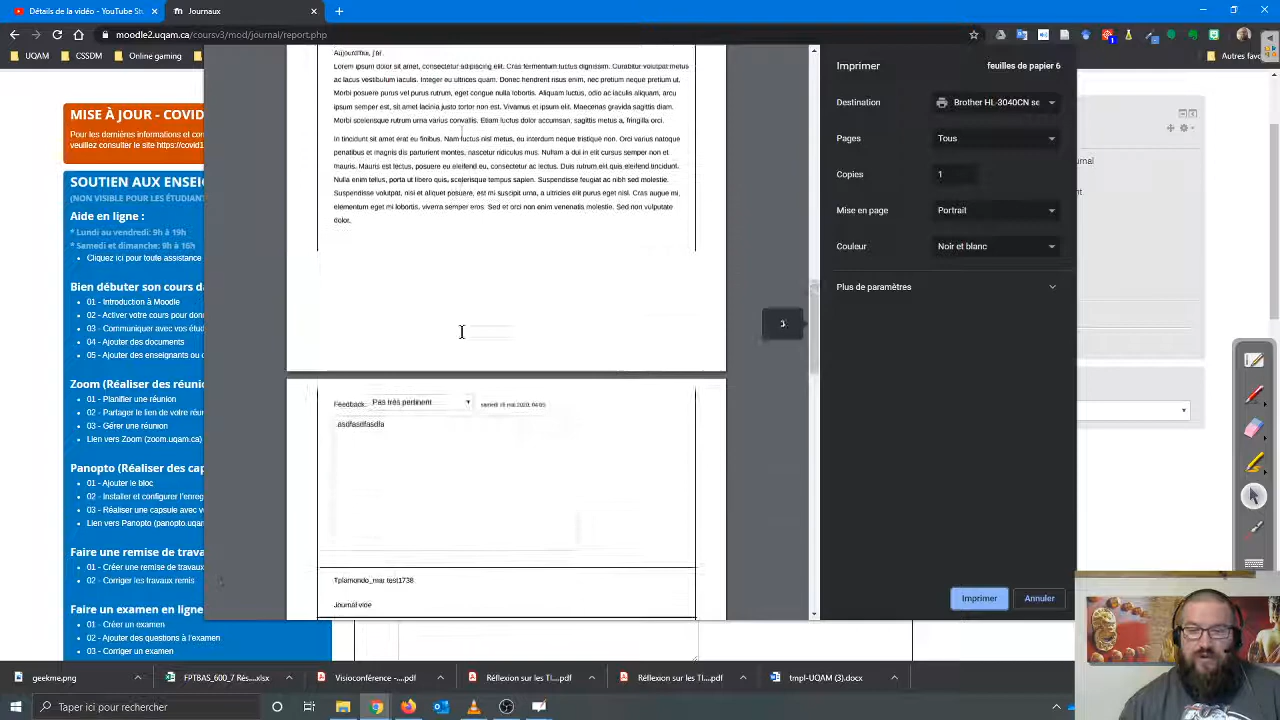 Détails de la vidéo - YouTube St
Journaux
moodle2.uqam.ca/coursv3/mod/journal/report.php
UQAM
CSSDM
Online gaming
Autres favo
MISE À JOUR - COVID
Pour les dernières information et con
veuillez consulter le site https://covid1
SOUTIEN AUX ENSEI
(NON VISIBLE POUR LES ÉTUDIANT
Aide en ligne :
* Lundi au vendredi: 9h à 19h
* Samedi et dimanche: 9h à 16h
Cliquez ici pour toute assistance
Bien débuter son cours da
01 - Introduction à Moodle
02 - Activer votre cours pour don
03 - Communiquer avec vos étud
04 - Ajouter des documents
05 - Ajouter des enseignants ou d
Zoom (Réaliser des réunio
01 - Planifier une réunion
02 - Partager le lien de votre réur
03 - Gérer une réunion
Lien vers Zoom (zoom.uqam.ca)
Panopto (Réaliser des cap
01 - Ajouter le bloc
02 - Installer et configurer l'enreg
03 - Réaliser une capsule avec v
Lien vers Panopto (panopto.uqan
Faire une remise de trava
01 - Créer une remise de travaux
02 - Corriger les travaux remis
Faire un examen en ligne
01 - Créer un examen
02 - Ajouter des questions à l'examen
03 - Corriger un examen
Aujourd'hui, j'ai
Lorem ipsum dolor sit amet, consectetur adipiscing elit. Cras fermentum luctus dignissim. Curabitur volutpat metus
ac lacus vestibulum iaculis. Integer eu ultrices quam. Donec hendrerit risus enim, nec pretium neque pretium ut.
Morbi posuere purus vel purus rutrum, eget congue nulla lobortis. Aliquam luctus, odio ac iaculis aliquam, arcu
ipsum semper est, sit amet lacinia justo tortor non est. Vivamus et ipsum elit. Maecenas gravida sagittis diam.
Morbi scelerisque rutrum urna varius convallis. Etiam luctus dolor accumsan, sagittis metus a, fringilla orci.
In tincidunt sit amet erat eu finibus. Nam luctus nisl metus, eu interdum neque tristique non. Orci varius natoque
penatibus et magnis dis parturient montes, nascetur ridiculus mus. Nullam a dui in elit cursus semper non et
mauris. Mauris est lectus, posuere eu eleifend eu, consectetur ac lectus. Duis rutrum elit quis eleifend tincidunt.
Nulla enim tellus, porta ut libero quis, scelerisque tempus sapien. Suspendisse feugiat ac nibh sed molestie.
Suspendisse volutpat, nisi et aliquet posuere, est mi suscipit urna, a ultricies elit purus eget nisl. Cras augue mi,
elementum eget mi lobortis, viverra semper eros. Sed et orci non enim venenatis molestie. Sed non vulputate
dolor.
Feedback:
Pas très pertinent
asdfasdfasdfa
Tplamondo_mar test1738
Journal vide
3
Imprimer
feuilles de papier 6
Destination
Brother HL-3040CN se
Pages
Tous
Copies
1
Mise en page
Portrait
Couleur
Noir et blanc
Plus de paramètres
Imprimer
Annuler
urnal
geekme.png
FPTBAS_600_7 Rés....xlsx
Visioconférence -....pdf
Réflexion sur les TI....pdf
Réflexion sur les TI....pdf
tmpl-UQAM (3).docx
Taper ici pour rechercher